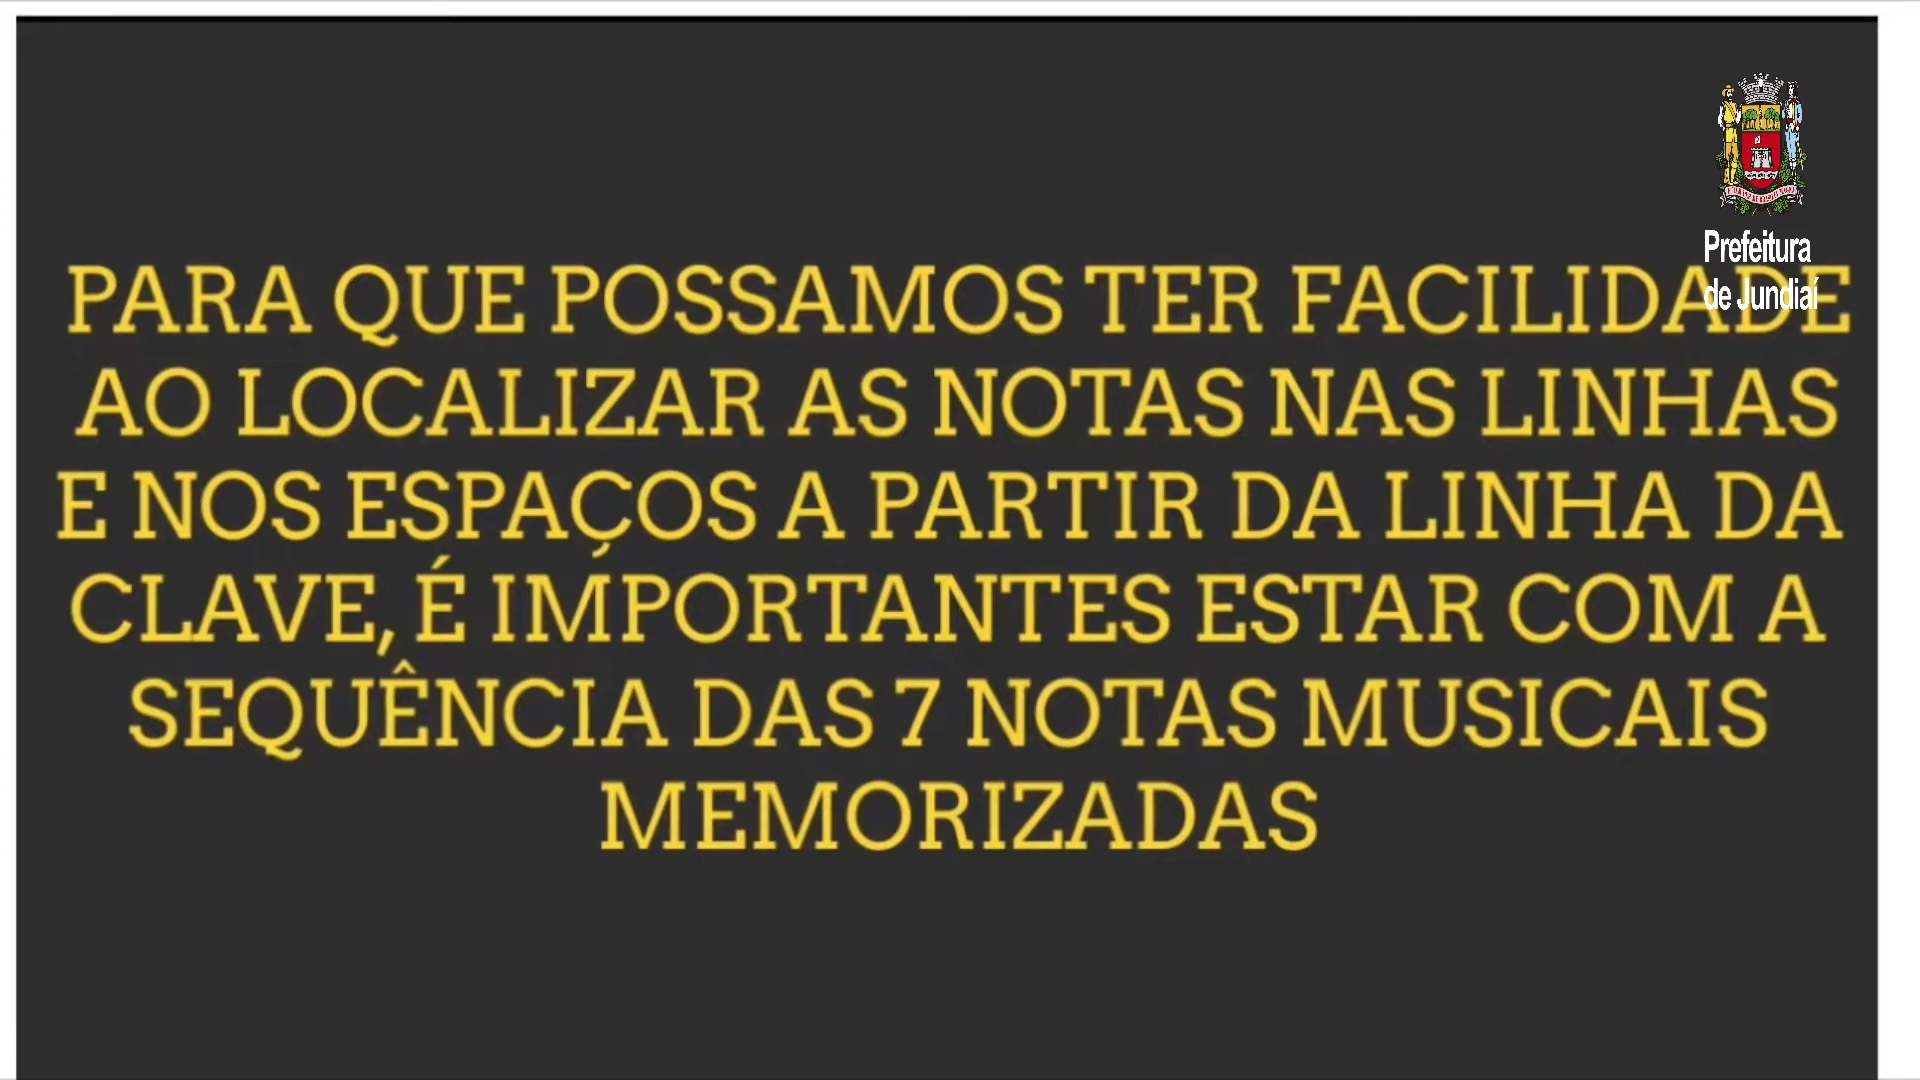 Prefeitura
de Jundiaí
PARA QUE POSSAMOS TER FACILIDADE
AO LOCALIZAR AS NOTAS NAS LINHAS
E NOS ESPAÇOS A PARTIR DA LINHA DA
CLAVE, É IMPORTANTES ESTAR COM A
SEQUÊNCIA DAS 7 NOTAS MUSICAIS
MEMORIZADAS